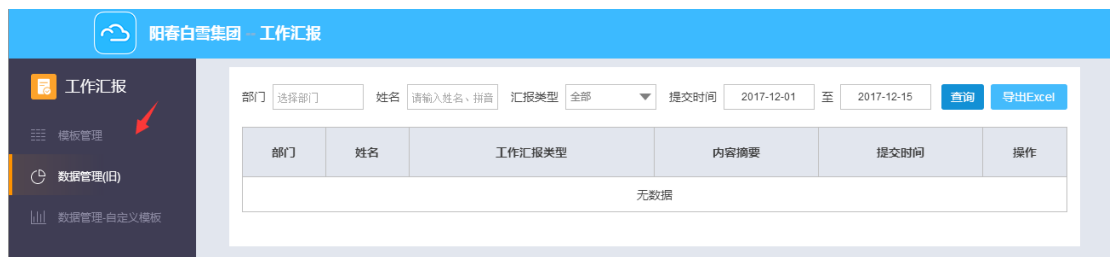 阳春白雪集团 - 工作汇报
工作汇报
模板管理
数据管理(旧)
数据管理-自定义模板
部门 选择部门 姓名 请输入姓名、拼音 汇报类型 全部 提交时间 2017-12-01 至 2017-12-15 查询 导出Excel
部门 姓名 工作汇报类型 内容摘要 提交时间 操作
无数据